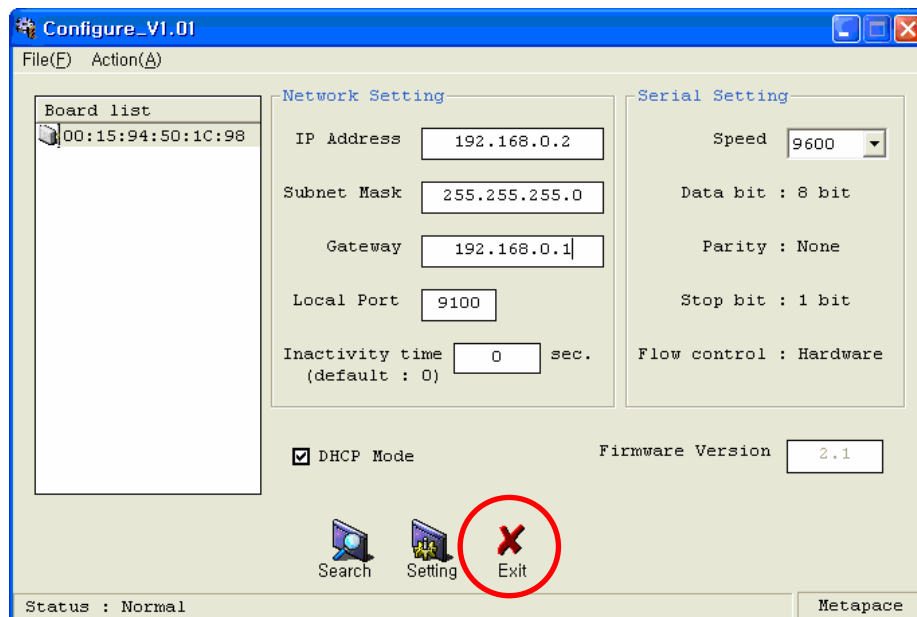 Configure_V1.01
File(F) Action(A)
Board list
00:15:94:50:1C:98
Network Setting
IP Address 192.168.0.2
Subnet Mask 255.255.255.0
Gateway 192.168.0.1
Local Port 9100
Inactivity time 0 sec.
(default : 0)
Serial Setting
Speed 9600
Data bit : 8 bit
Parity : None
Stop bit : 1 bit
Flow control : Hardware
DHCP Mode
Firmware Version 2.1
Search Setting Exit
Status : Normal Metapace